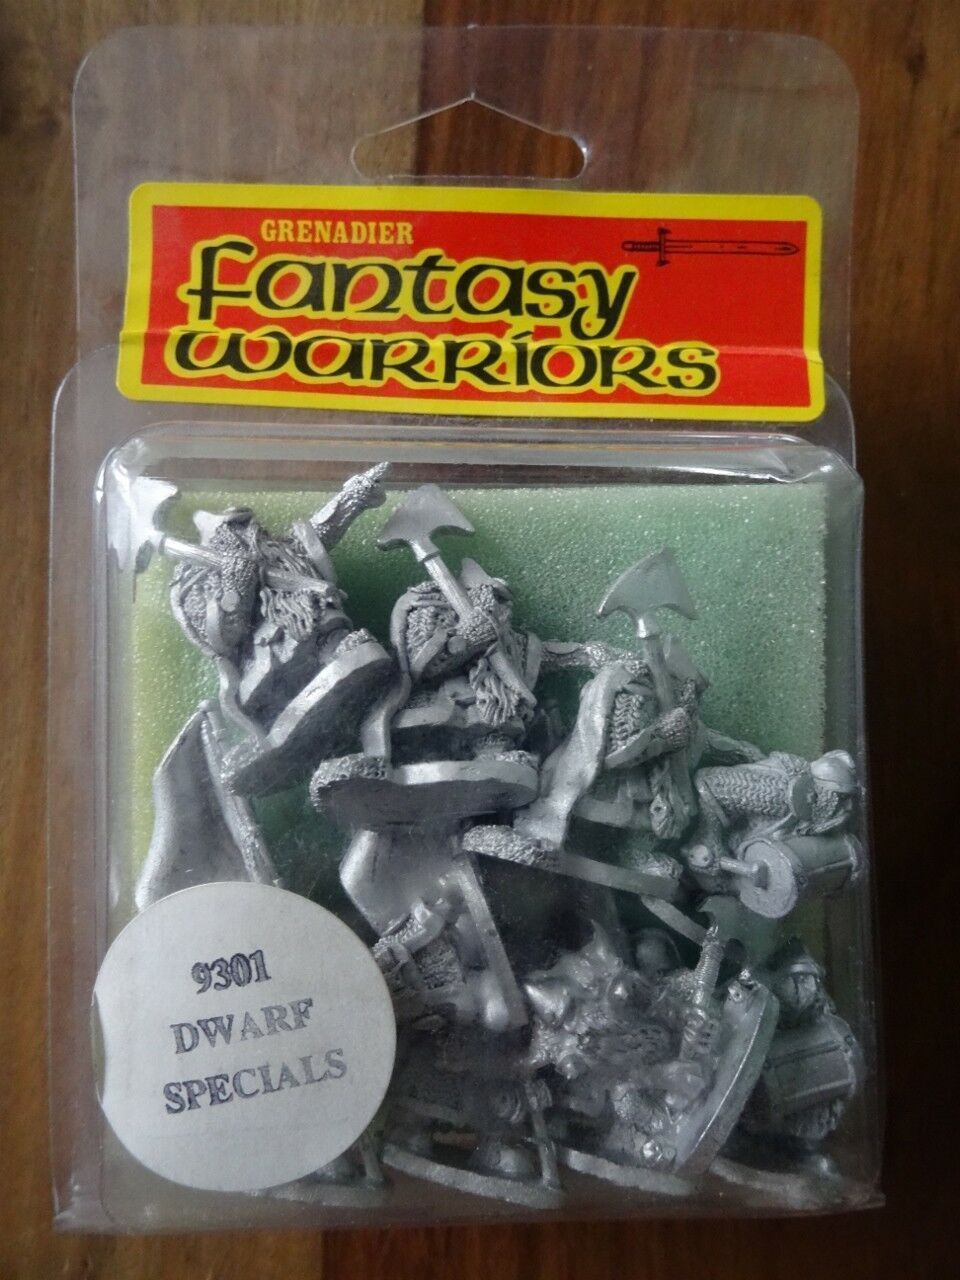 GRENADIER
fantasy
warriors
9301
DWARF
SPECIALS